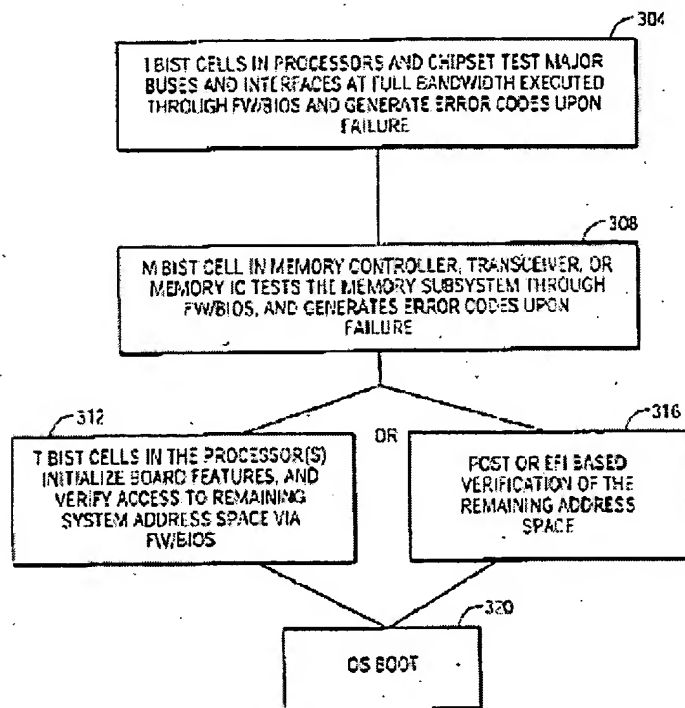 304
I BIST CELLS IN PROCESSORS AND CHIPSET TEST MAJOR
BUSES AND INTERFACES AT FULL BANDWIDTH EXECUTED
THROUGH FW/BIOS AND GENERATE ERROR CODES UPON
FAILURE
308
M BIST CELL IN MEMORY CONTROLLER, TRANSCEIVER, OR
MEMORY IC TESTS THE MEMORY SUBSYSTEM THROUGH
FW/BIOS, AND GENERATES ERROR CODES UPON
FAILURE
312
T BIST CELLS IN THE PROCESSOR(S)
INITIALIZE BOARD FEATURES, AND
VERIFY ACCESS TO REMAINING
SYSTEM ADDRESS SPACE VIA
FW/BIOS
OR
316
POST OR EFI BASED
VERIFICATION OF THE
REMAINING ADDRESS
SPACE
320
OS BOOT